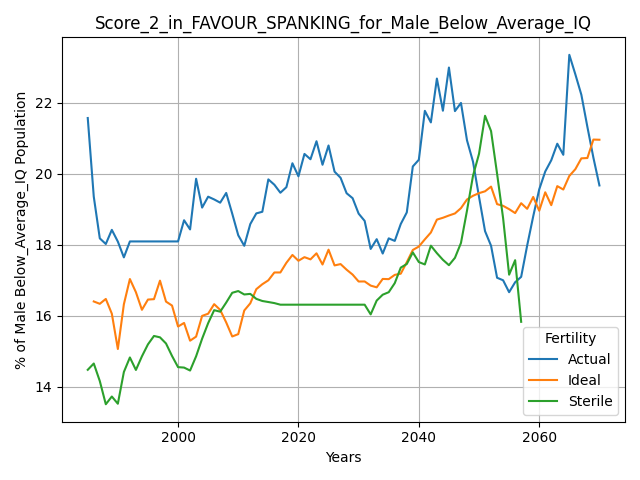 Score_2_in_FAVOUR_SPANKING_for_Male_Below_Average_IQ
% of Male Below_Average_IQ Population
22
20
18
16
14
2000 2020 2040 2060
Years
Fertility
Actual
Ideal
Sterile